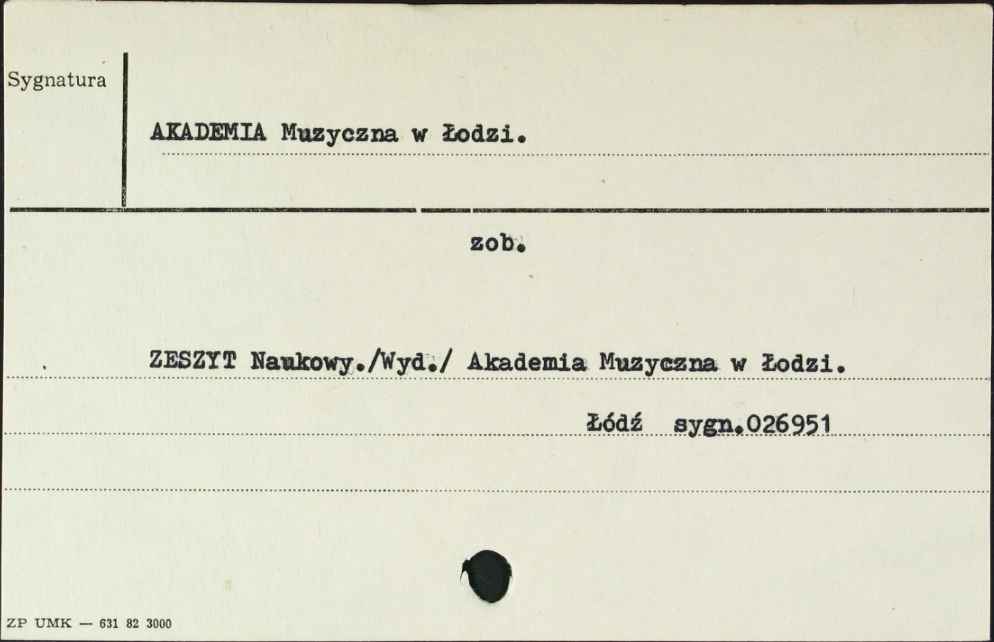 Sygnatura
AKADEMIA Muzyczna w Łodzi.
zob.
ZESZYT Naukowy./Wyd./ Akademia Muzyczna w Łodzi.
Łódź sygn.026951
ZP UMK — 631 82 3000